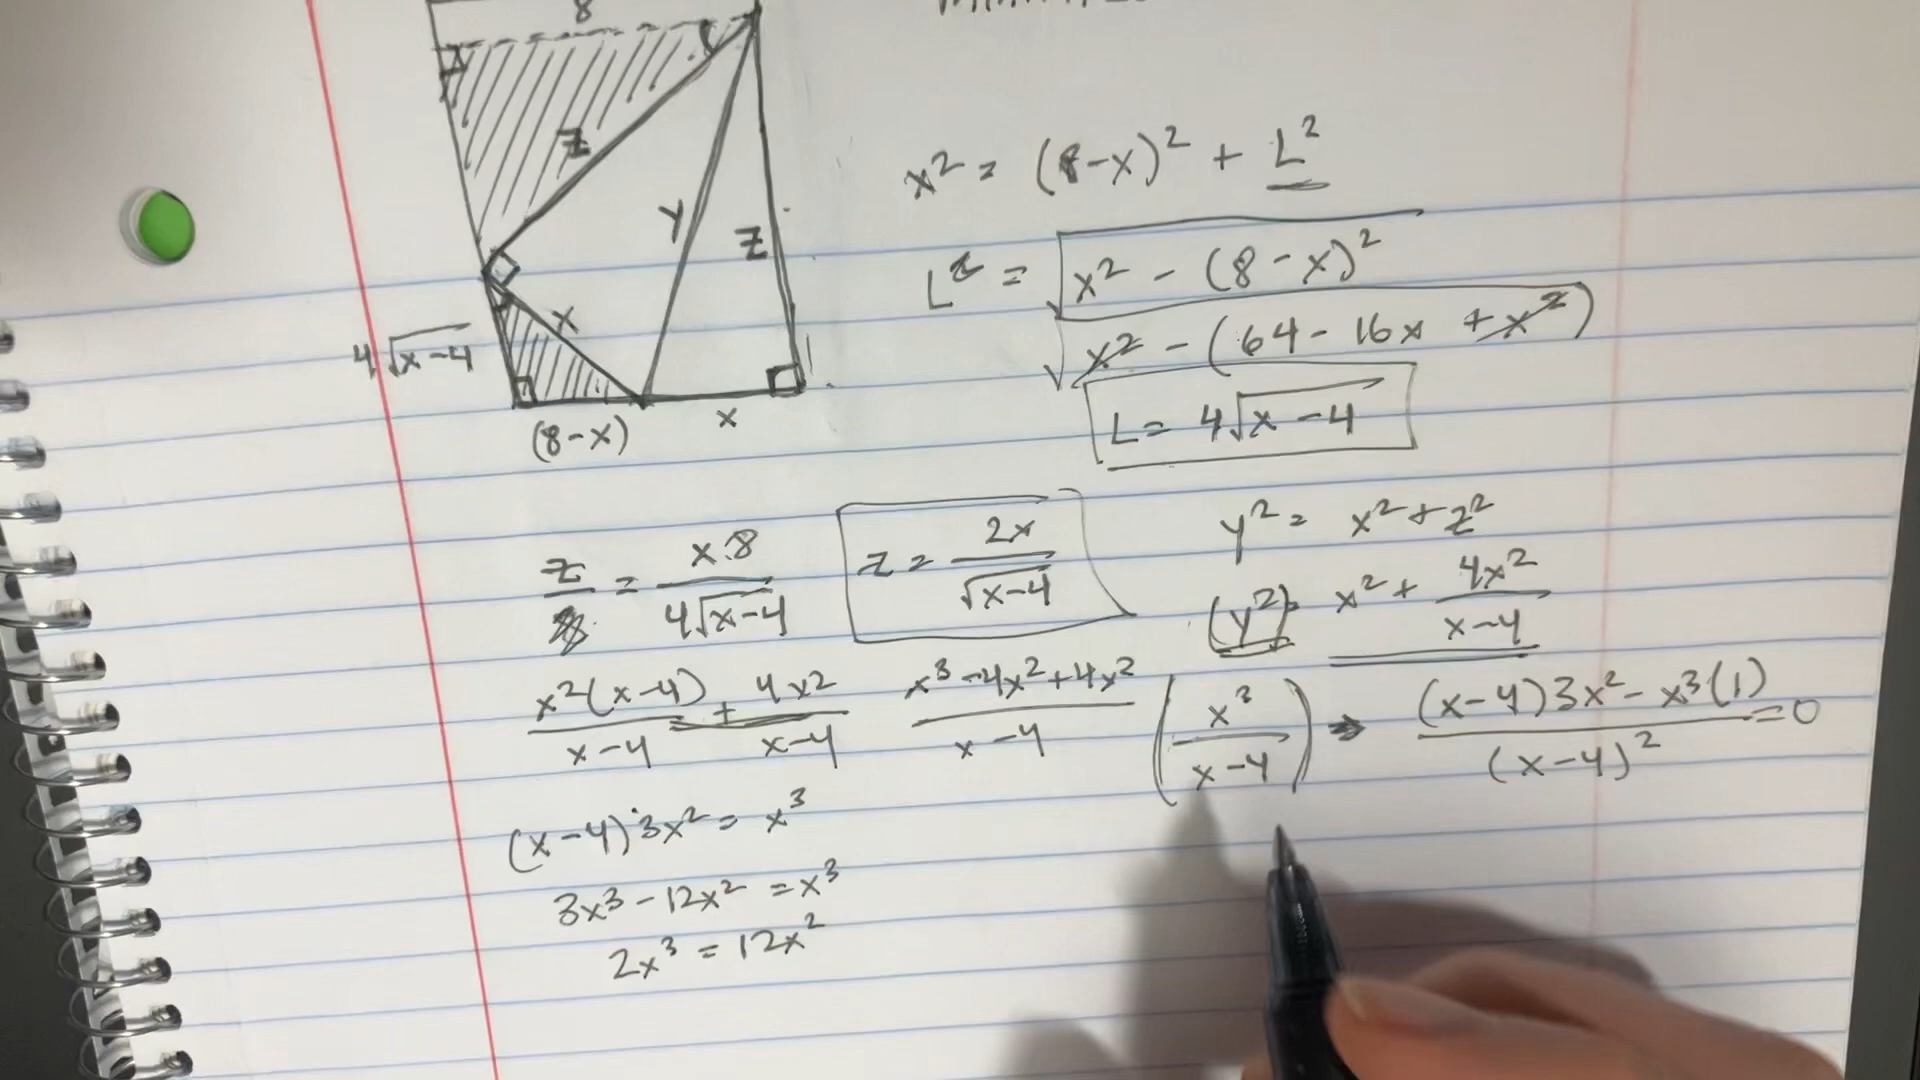 8
Z
Y
Z
x
4√(x-4)
(8-x)
x
x² = (8-x)² + L²
L² = √(x² - (8-x)²)
√(x² - (64 - 16x + x²))
L = 4√(x-4)
z/8 = x·8/(4√(x-4))
z = 2x/√(x-4)
y² = x² + z²
(y²) = x² + 4x²/(x-4)
x²(x-4)/(x-4) + 4x²/(x-4)
(x³-4x²+4x²)/(x-4)
(x³/(x-4)) → ((x-4)3x² - x³(1))/(x-4)² = 0
(x-4)·3x² = x³
3x³ - 12x² = x³
2x³ = 12x²